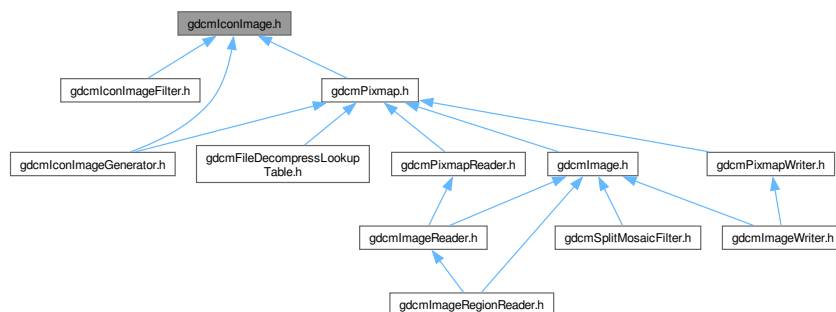 gdcmIconImage.h
gdcmIconImageFilter.h
gdcmPixmap.h
gdcmIconImageGenerator.h
gdcmFileDecompressLookup
Table.h
gdcmPixmapReader.h
gdcmImage.h
gdcmPixmapWriter.h
gdcmImageReader.h
gdcmSplitMosaicFilter.h
gdcmImageWriter.h
gdcmImageRegionReader.h